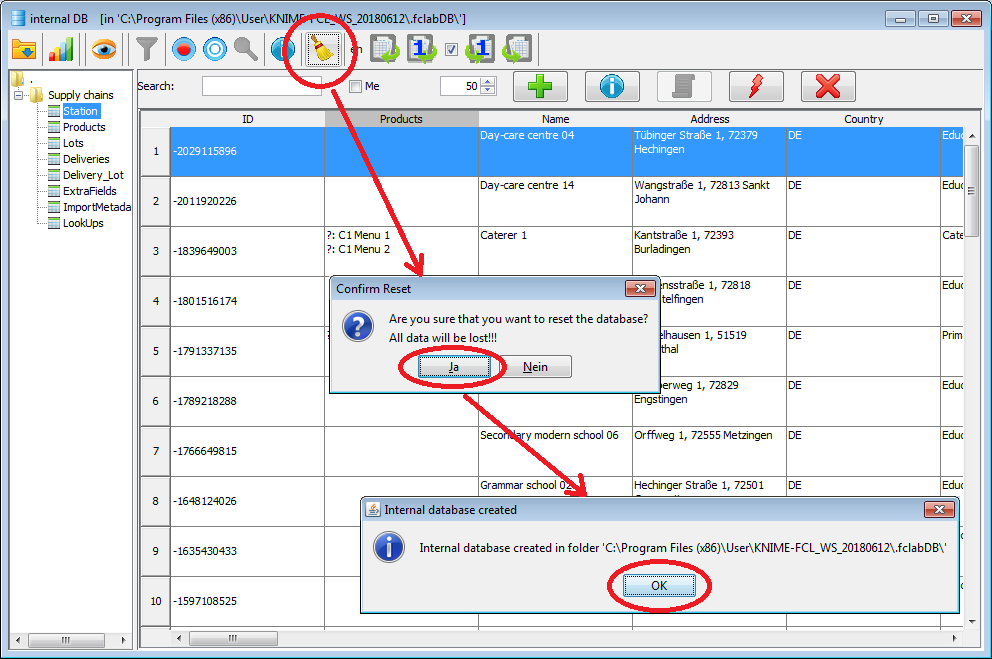 internal DB    [in 'C:\Program Files (x86)\User\KNIME-FCL_WS_20180612\.fclabDB\']
1
1
.
Supply chains
Station
Products
Lots
Deliveries
Delivery_Lot
ExtraFields
ImportMetada
LookUps
Search:
Me
50
ID Products Name Address Country
1 -2029115896 Day-care centre 04 Tübinger Straße 1, 72379 DE Educ
Hechingen
2 -2011920226 Day-care centre 14 Wangstraße 1, 72813 Sankt DE Educ
Johann
3 -1839649003 ?: C1 Menu 1 Caterer 1 Kantstraße 1, 72393 DE Cate
?: C1 Menu 2 Burladingen
4 -1801516174 ensstraße 1, 72818 DE Educ
telfingen
5 -1791337135 elhausen 1, 51519 DE Prim
thal
6 -1789218288 perweg 1, 72829 DE Educ
Engstingen
7 -1766649815 Secondary modern school 06 Orffweg 1, 72555 Metzingen DE Educ
8 -1648124026 Grammar school 02 Hechinger Straße 1, 72501 DE Educ
9 -1635430433
10 -1597108525
Confirm Reset
Are you sure that you want to reset the database?
All data will be lost!!!
Ja Nein
Internal database created
Internal database created in folder 'C:\Program Files (x86)\User\KNIME-FCL_WS_20180612\.fclabDB\'
OK